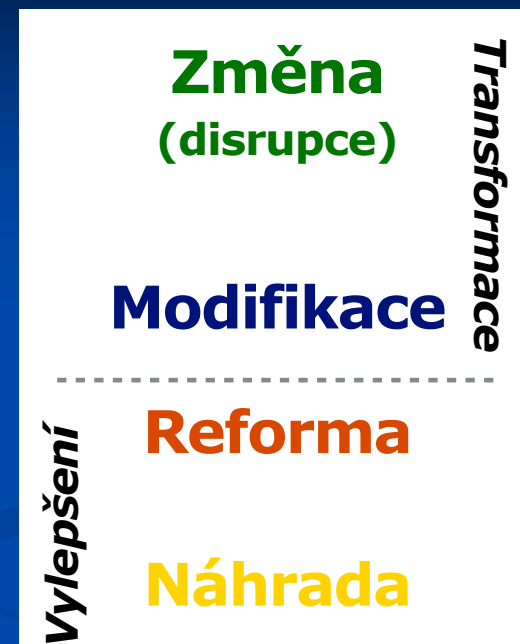 Změna
(disrupce)
Transformace
Modifikace
Reforma
Vylepšení
Náhrada